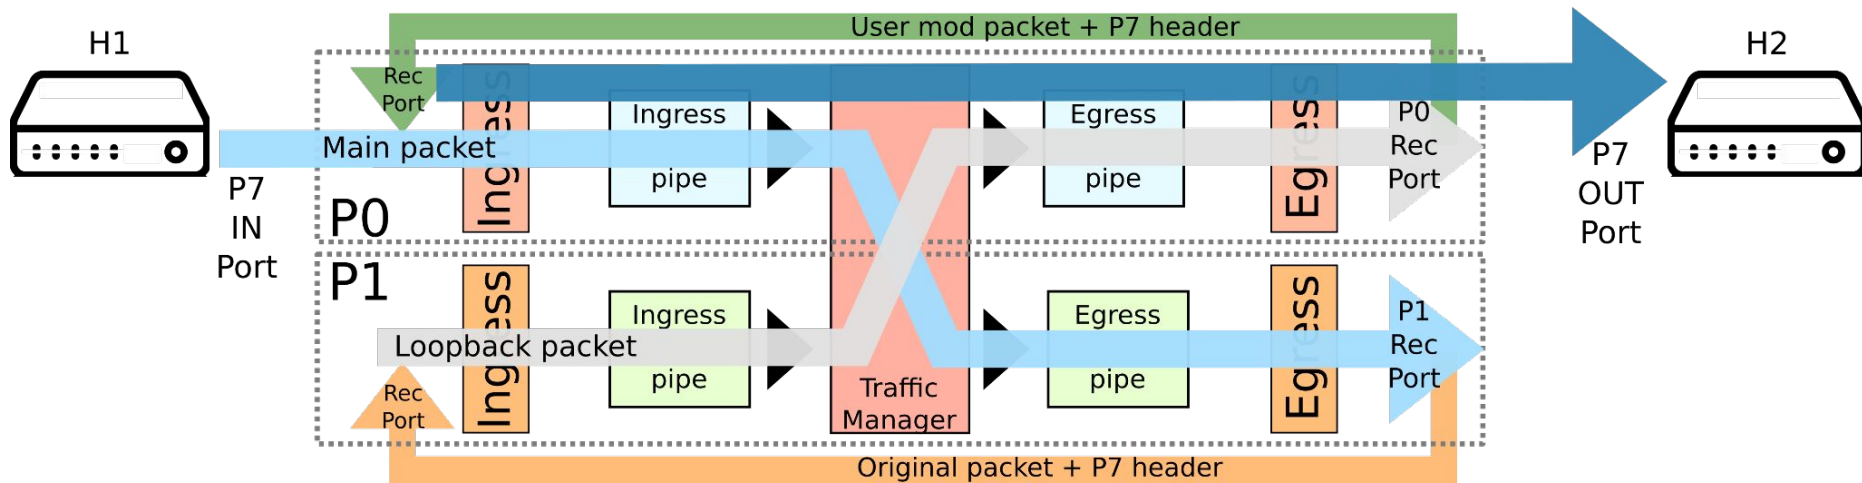 User mod packet + P7 header
H1
H2
Rec
Port
Ingress
Ingress
pipe
Egress
pipe
Egress
P0
Rec
Port
Main packet
P7
IN
Port
P0
P7
OUT
Port
P1
Ingress
Ingress
pipe
Loopback packet
Rec
Port
Traffic
Manager
Egress
pipe
Egress
P1
Rec
Port
Original packet + P7 header